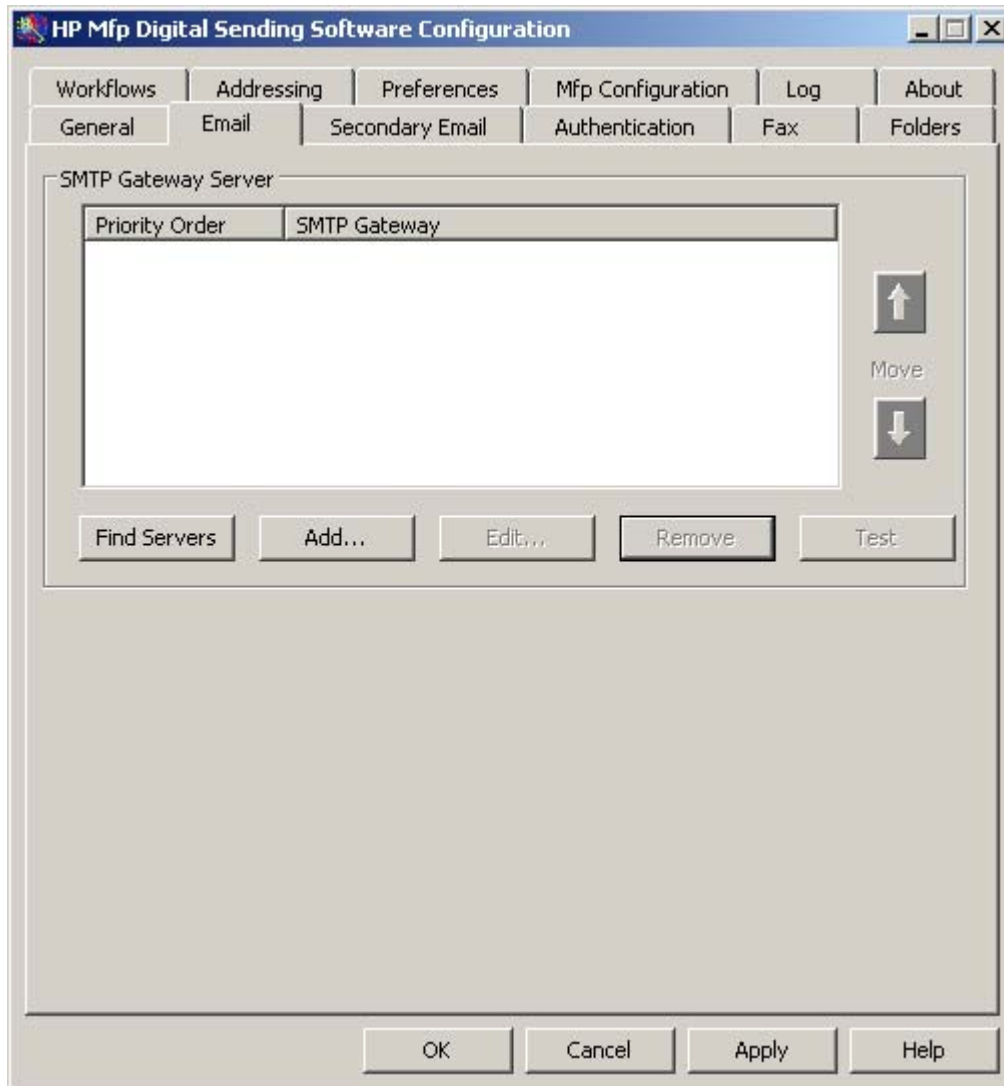 HP Mfp Digital Sending Software Configuration
Workflows Addressing Preferences Mfp Configuration Log About
General Email Secondary Email Authentication Fax Folders
SMTP Gateway Server
Priority Order SMTP Gateway
Move
Find Servers Add... Edit... Remove Test
OK Cancel Apply Help